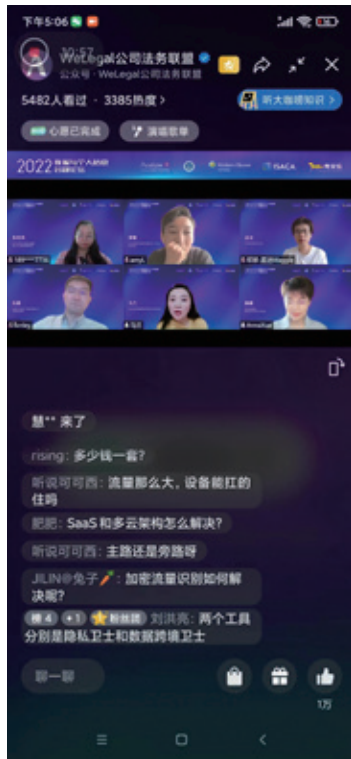 下午5:06
10:57
WeLegal公司法务联盟
公众号 · WeLegal公司法务联盟
5482人看过 · 3385热度 >
听大咖聊知识 >
心愿已完成
演唱歌单
2022
ISACA
慧** 来了
rising: 多少钱一套?
听说可可西: 流量那么大，设备能扛的
住吗
肥肥: SaaS和多云架构怎么解决?
听说可可西: 主路还是旁路呀
JILIN@兔子🥕: 加密流量识别如何解
决呢?
榜4 +1 粉丝团 刘洪亮: 两个工具
分别是隐私卫士和数据跨境卫士
聊一聊
1万